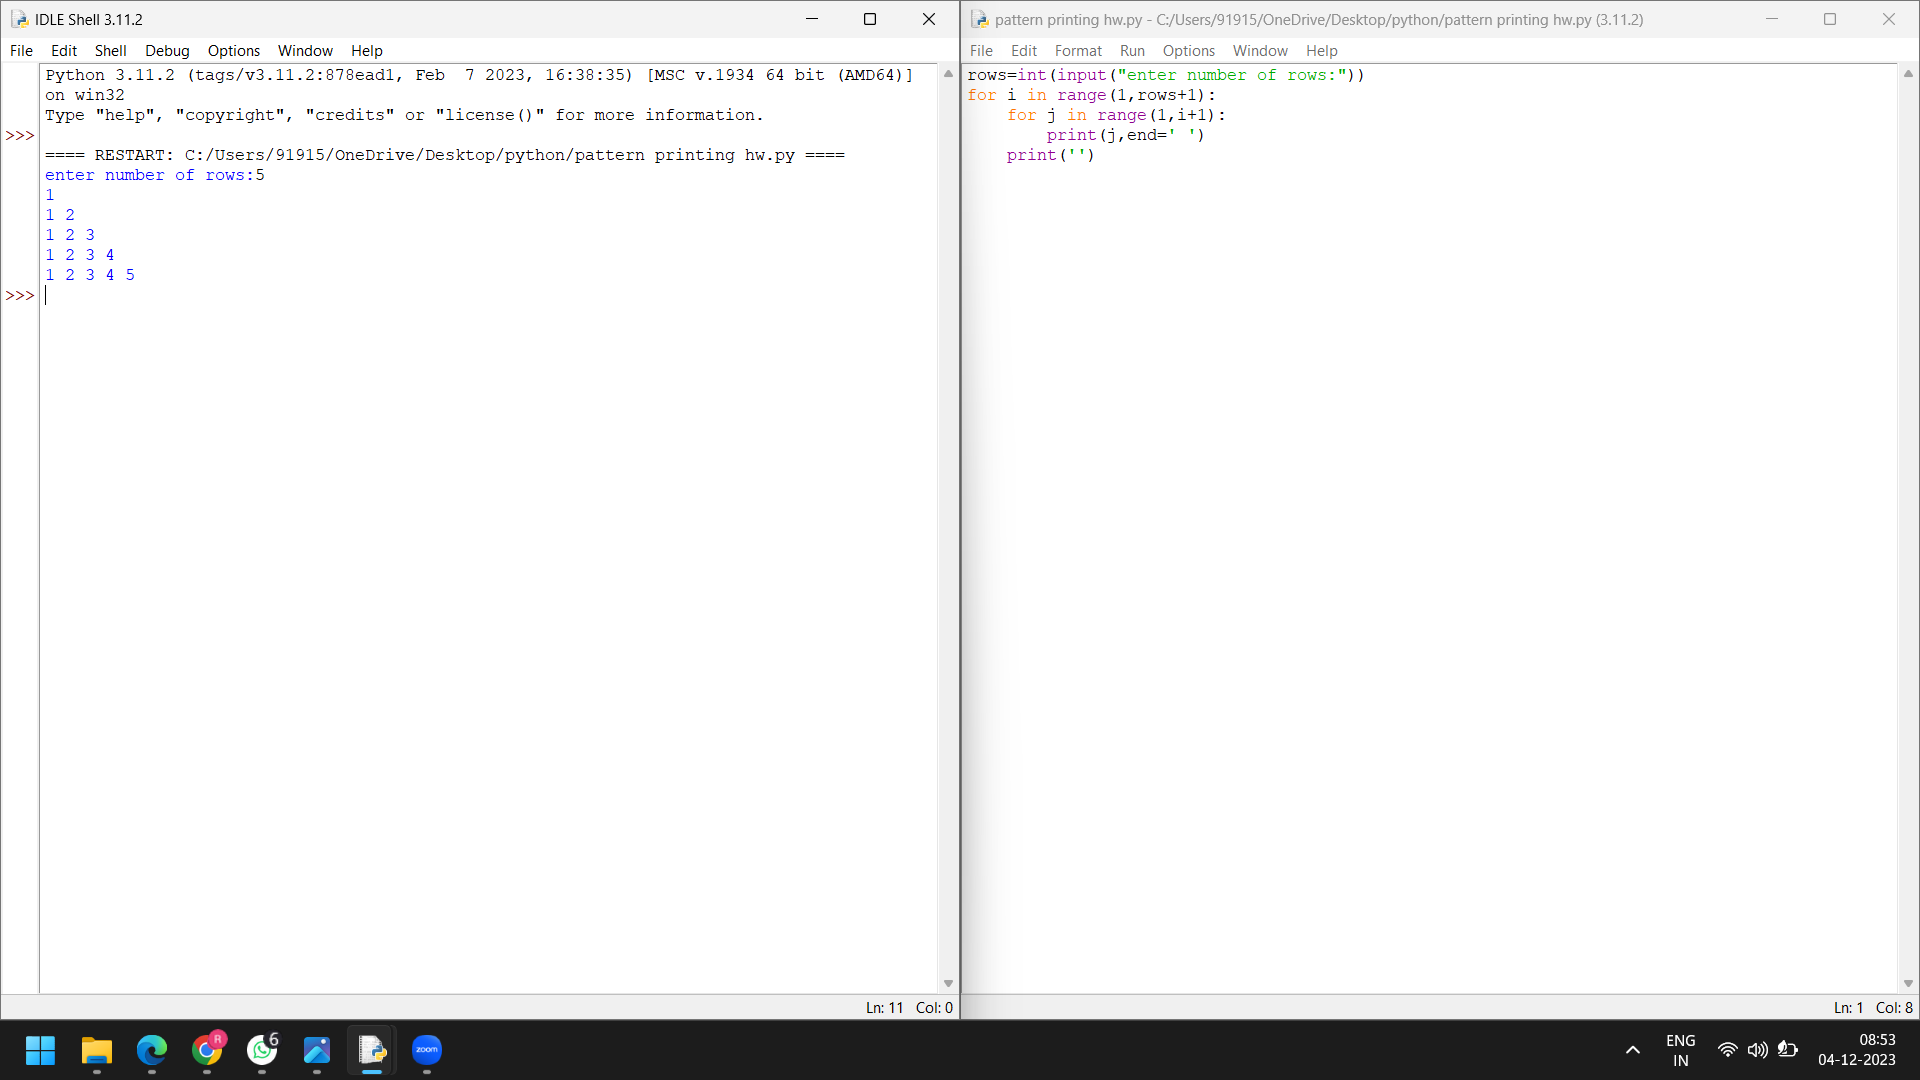 IDLE Shell 3.11.2
File Edit Shell Debug Options Window Help
Python 3.11.2 (tags/v3.11.2:878ead1, Feb  7 2023, 16:38:35) [MSC v.1934 64 bit (AMD64)]
on win32
Type "help", "copyright", "credits" or "license()" for more information.
>>>
==== RESTART: C:/Users/91915/OneDrive/Desktop/python/pattern printing hw.py ====
enter number of rows:5
1
1 2
1 2 3
1 2 3 4
1 2 3 4 5
>>>
Ln: 11 Col: 0
pattern printing hw.py - C:/Users/91915/OneDrive/Desktop/python/pattern printing hw.py (3.11.2)
File Edit Format Run Options Window Help
rows=int(input("enter number of rows:"))
for i in range(1,rows+1):
    for j in range(1,i+1):
        print(j,end=' ')
    print('')
Ln: 1 Col: 8
R
6
zoom
ENG
IN
08:53
04-12-2023